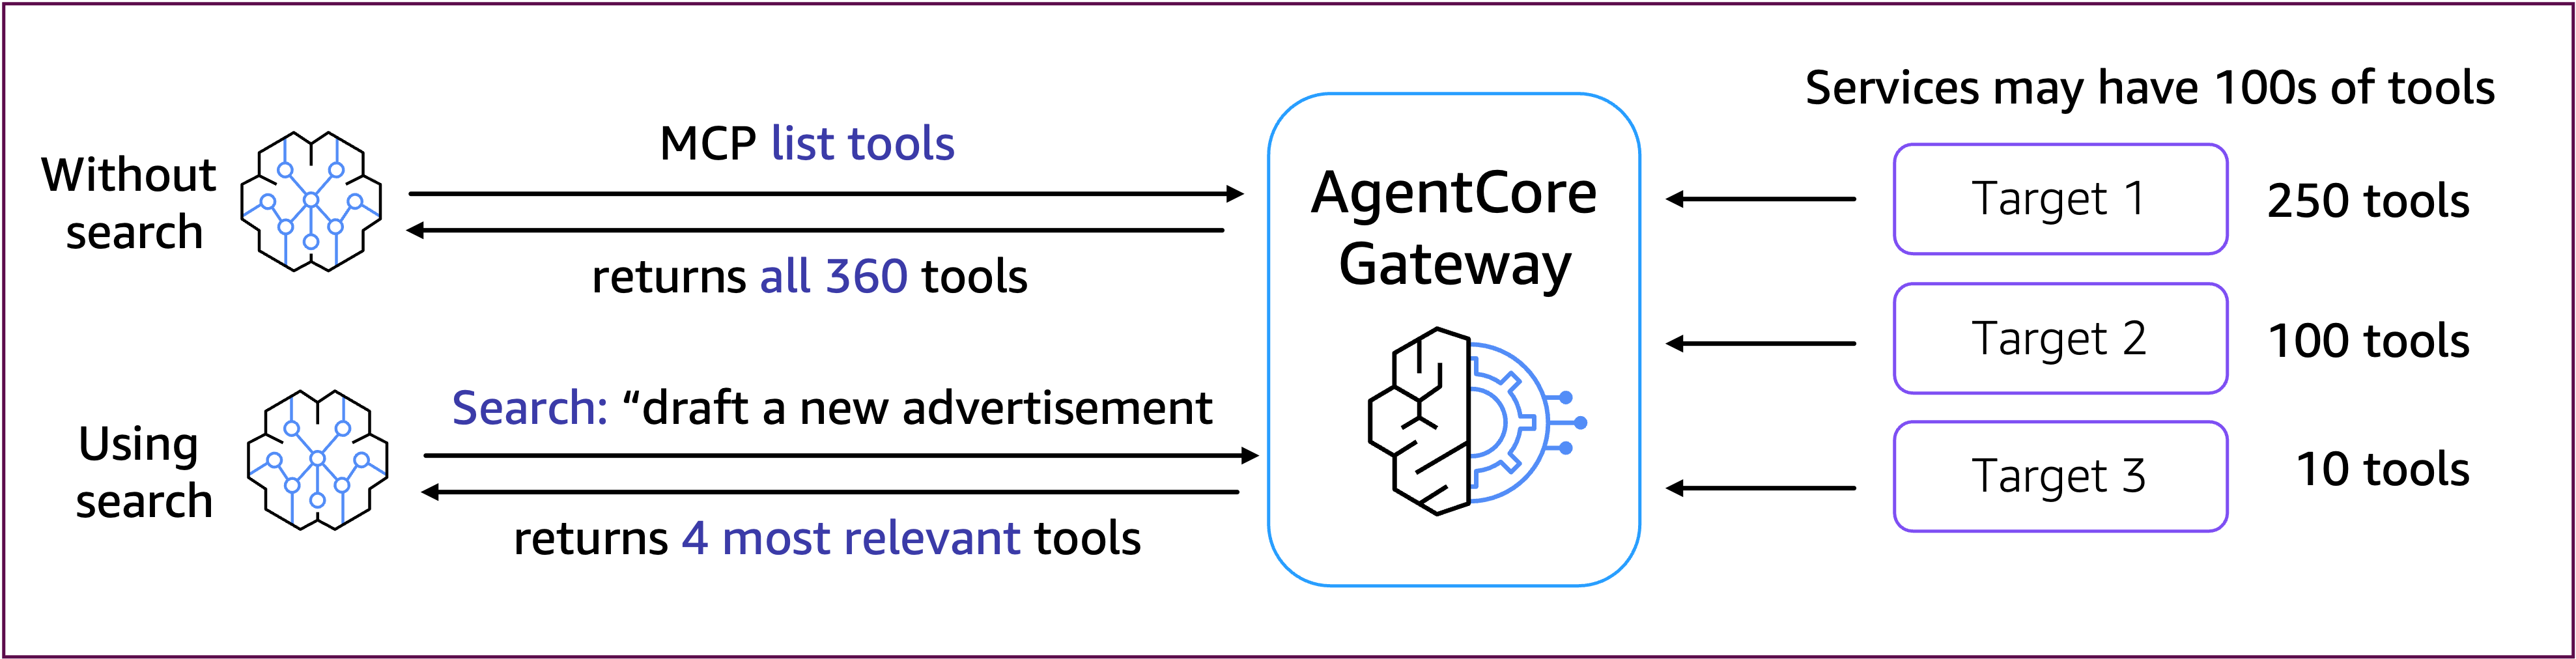 Without
search
MCP list tools
returns all 360 tools
Using
search
Search: “draft a new advertisement
returns 4 most relevant tools
AgentCore
Gateway
Services may have 100s of tools
Target 1
250 tools
Target 2
100 tools
Target 3
10 tools